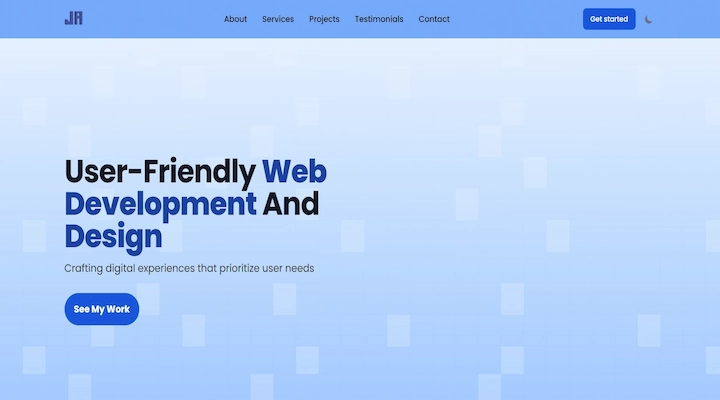 JA
About Services Projects Testimonials Contact
Get started
User-Friendly Web
Development And
Design
Crafting digital experiences that prioritize user needs
See My Work